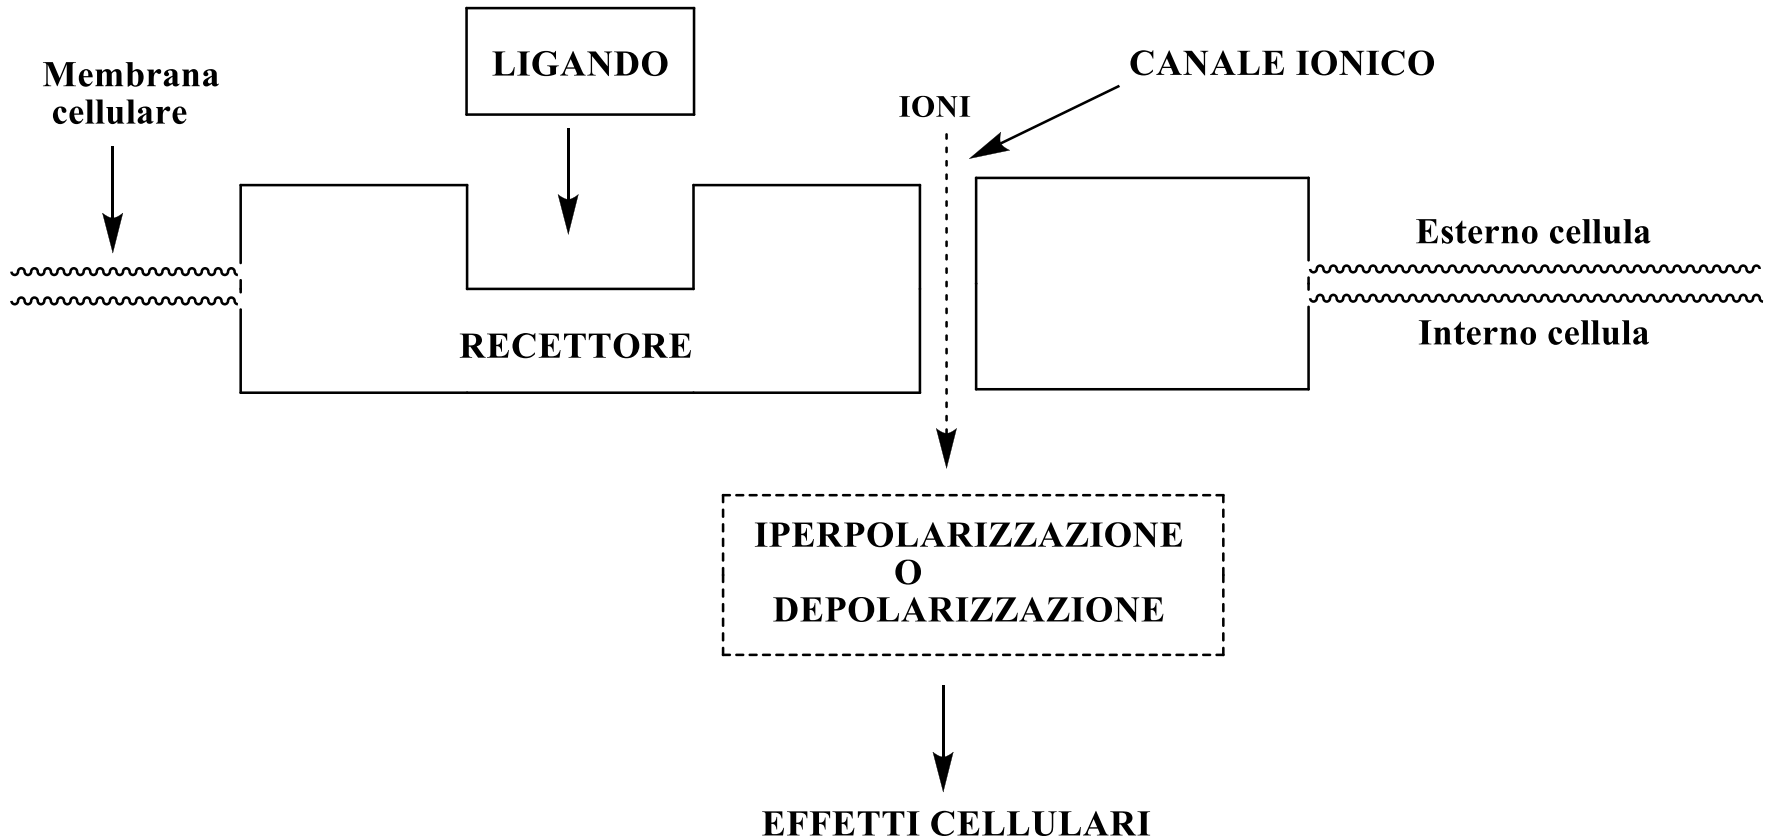 LIGANDO
CANALE IONICO
Membrana
cellulare
IONI
Esterno cellula
RECETTORE
Interno cellula
IPERPOLARIZZAZIONE
O
DEPOLARIZZAZIONE
EFFETTI CELLULARI